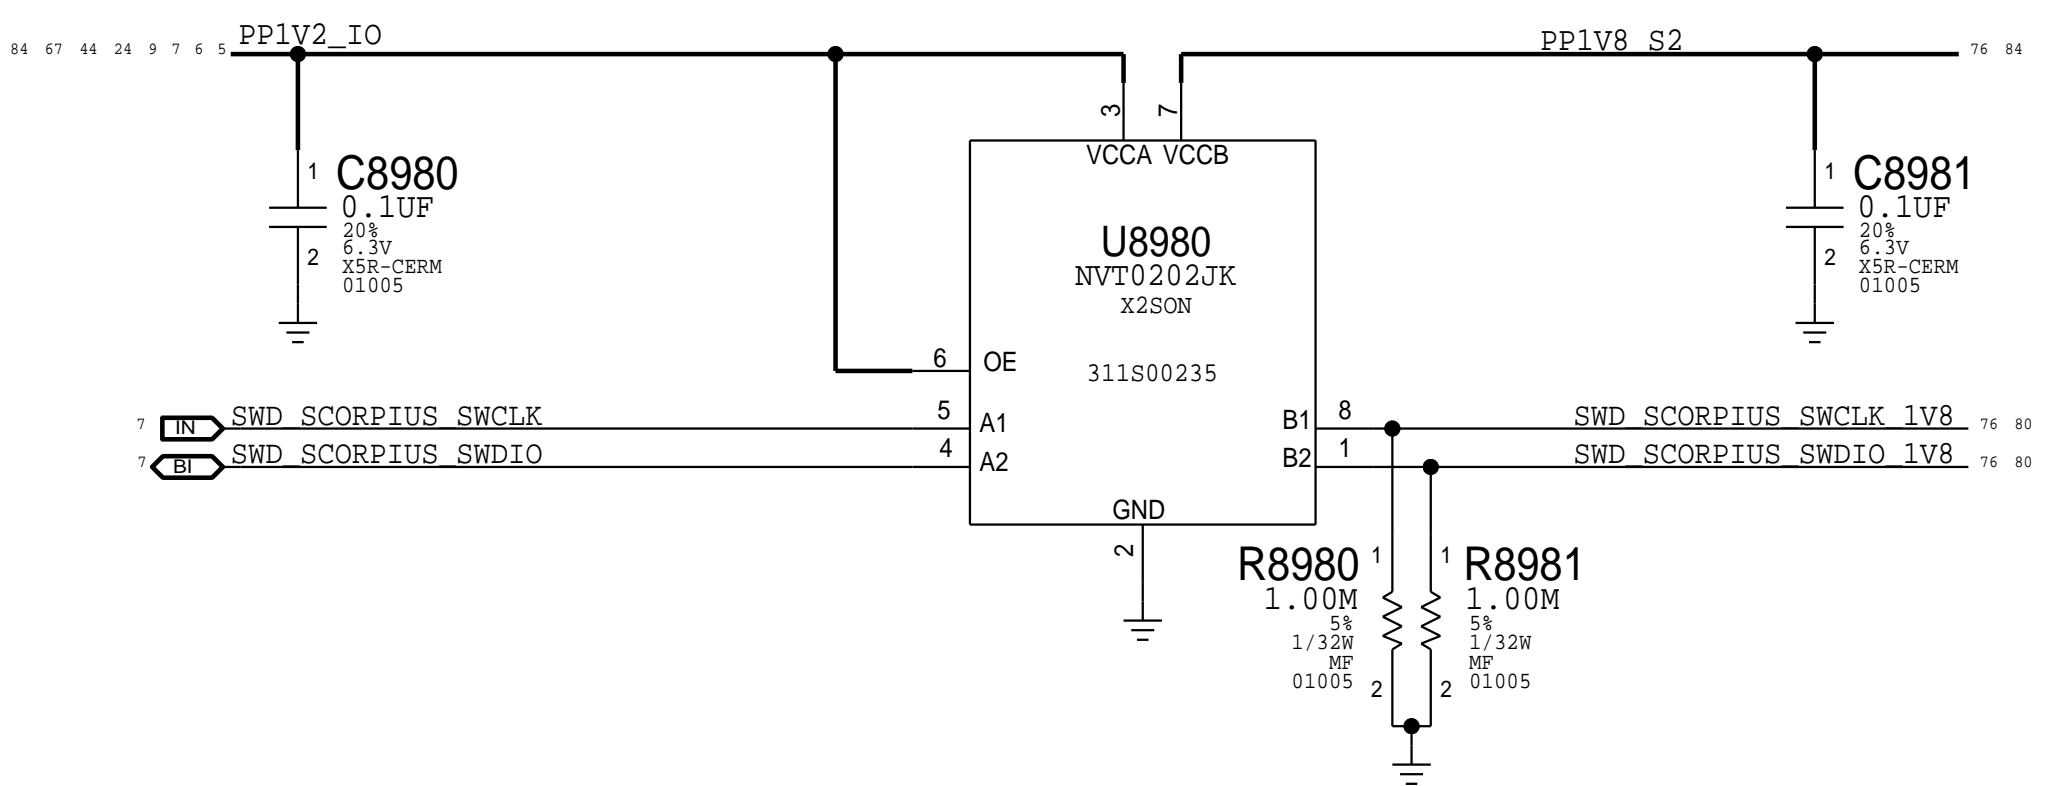 PP1V2_IO
84 67 44 24 9 7 6 5
PP1V8_S2
76 84
3
7
VCCA VCCB
1
C8980
0.1UF
20%
6.3V
X5R-CERM
01005
2
1
C8981
0.1UF
20%
6.3V
X5R-CERM
01005
2
U8980
NVT0202JK
X2SON
311S00235
6 OE
7 IN SWD_SCORPIUS_SWCLK 5 A1
7 BI SWD_SCORPIUS_SWDIO 4 A2
B1 8 SWD_SCORPIUS_SWCLK_1V8 76 80
B2 1 SWD_SCORPIUS_SWDIO_1V8 76 80
GND
2
R8980 1
1.00M
5%
1/32W
MF
01005 2
1 R8981
1.00M
5%
1/32W
MF
2 01005